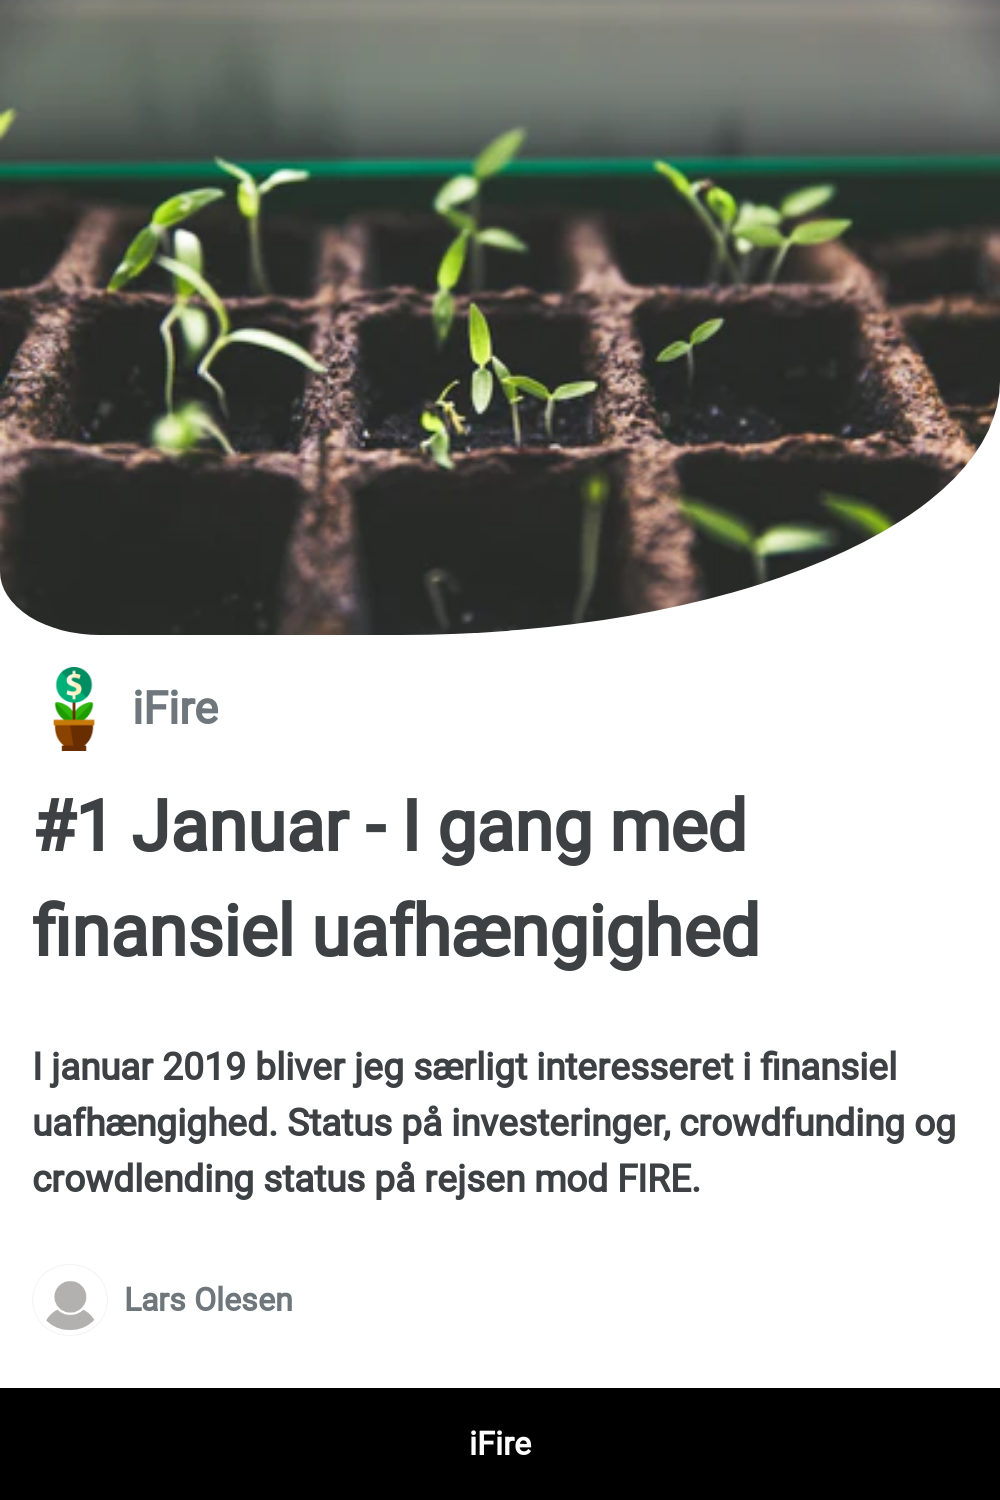 $
iFire
#1 Januar - I gang med
finansiel uafhængighed
I januar 2019 bliver jeg særligt interesseret i finansiel
uafhængighed. Status på investeringer, crowdfunding og
crowdlending status på rejsen mod FIRE.
Lars Olesen
iFire